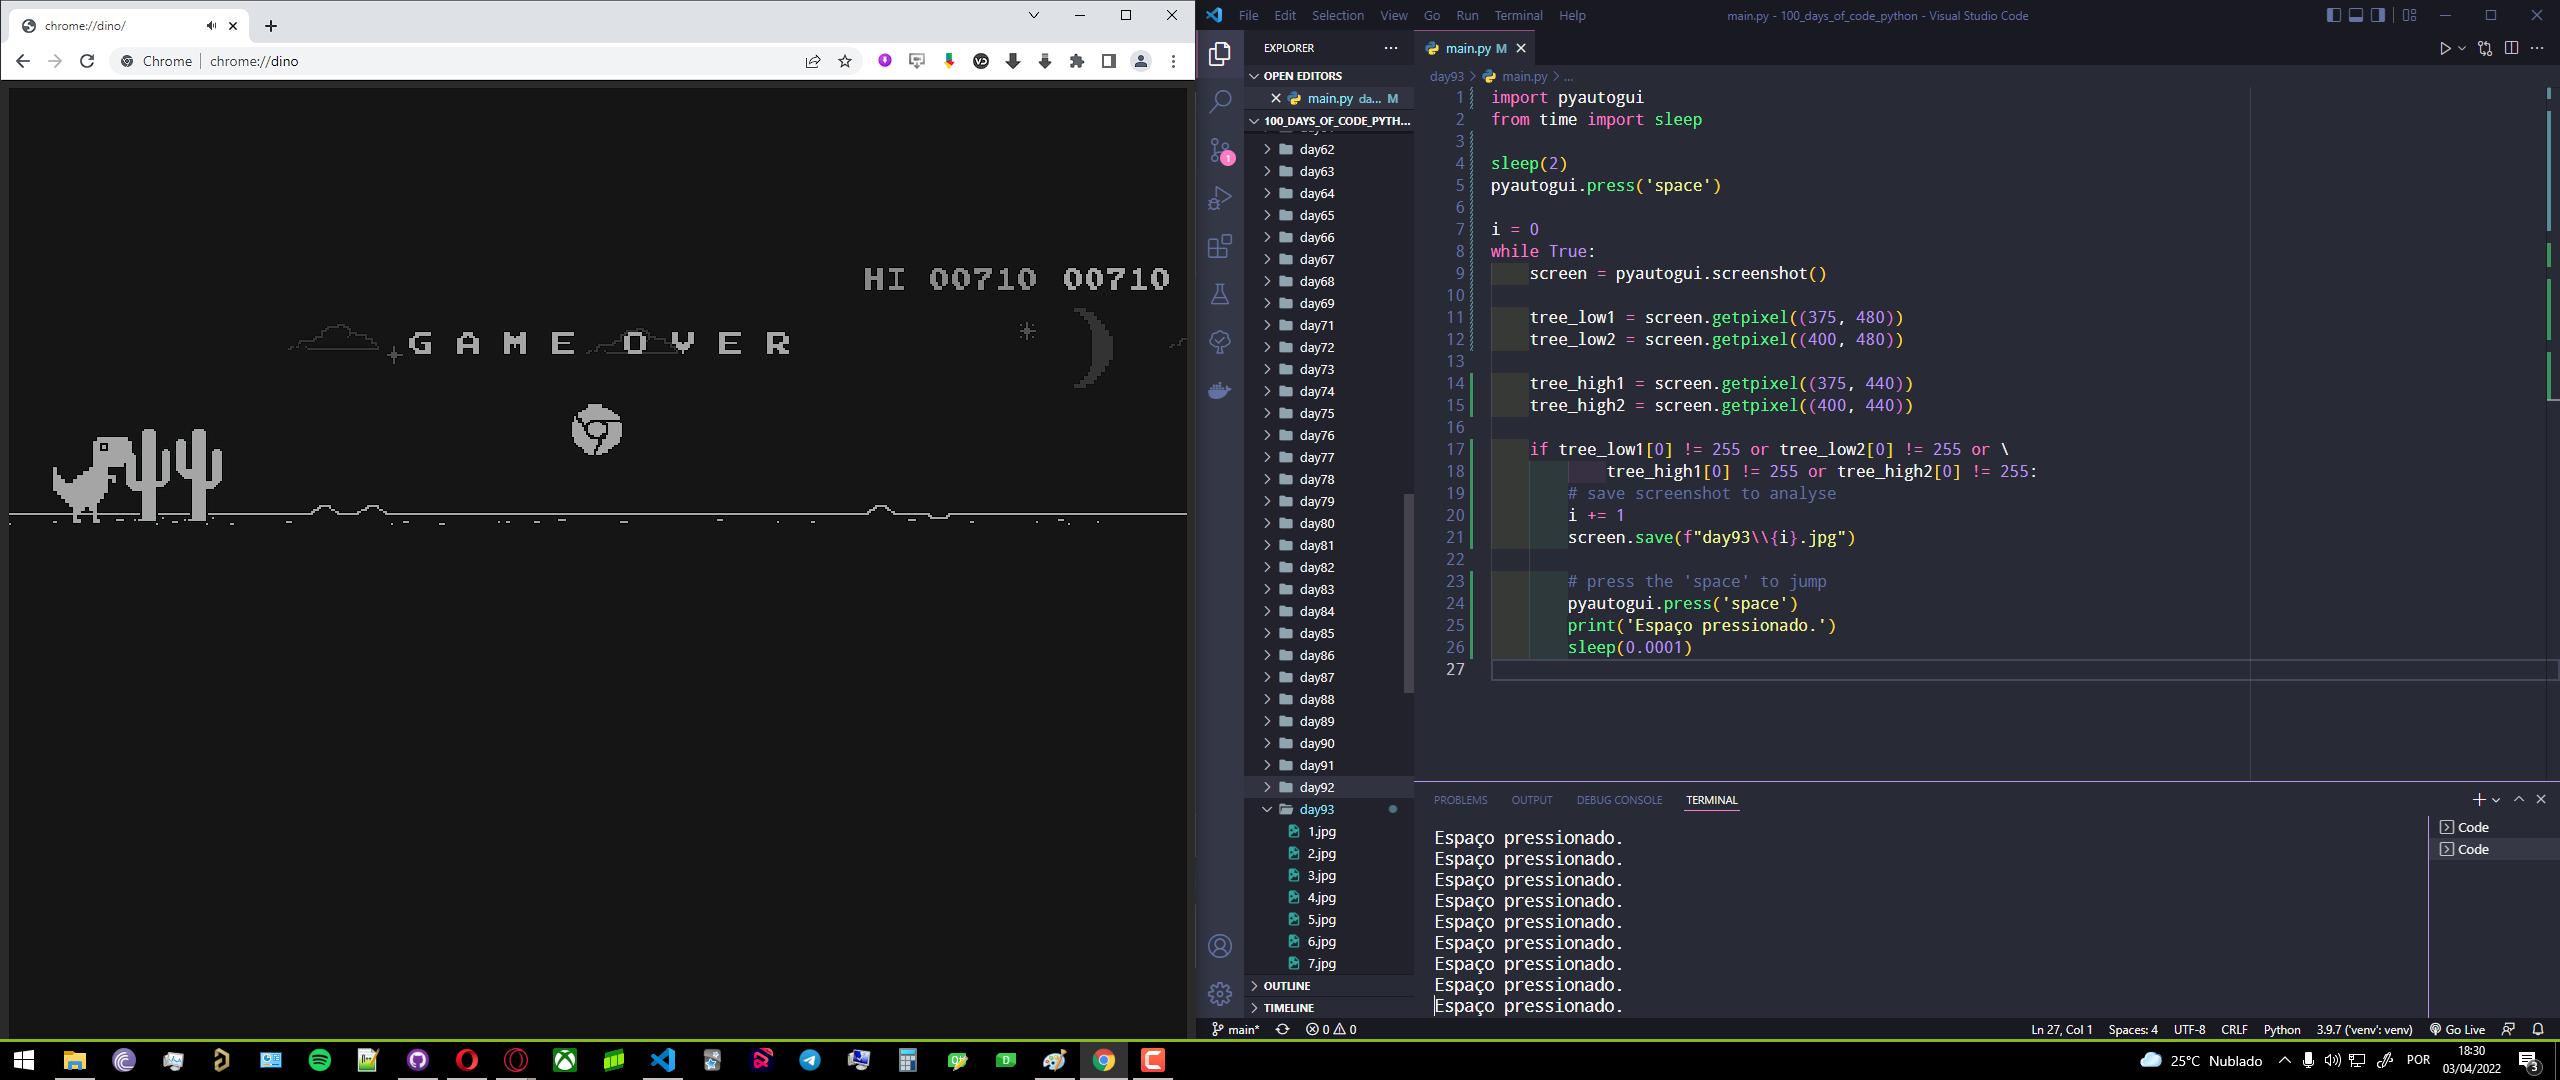 chrome://dino/
Chrome | chrome://dino
HI 00710 00710
GAME OVER
File Edit Selection View Go Run Terminal Help
main.py - 100_days_of_code_python - Visual Studio Code
EXPLORER
OPEN EDITORS
main.py da... M
100_DAYS_OF_CODE_PYTH...
day62
day63
day64
day65
day66
day67
day68
day69
day71
day72
day73
day74
day75
day76
day77
day78
day79
day80
day81
day82
day83
day84
day85
day86
day87
day88
day89
day90
day91
day92
day93
1.jpg
2.jpg
3.jpg
4.jpg
5.jpg
6.jpg
7.jpg
OUTLINE
TIMELINE
main.py M
day93 > main.py > ...
1 import pyautogui
2 from time import sleep
3
4 sleep(2)
5 pyautogui.press('space')
6
7 i = 0
8 while True:
9 screen = pyautogui.screenshot()
10
11 tree_low1 = screen.getpixel((375, 480))
12 tree_low2 = screen.getpixel((400, 480))
13
14 tree_high1 = screen.getpixel((375, 440))
15 tree_high2 = screen.getpixel((400, 440))
16
17 if tree_low1[0] != 255 or tree_low2[0] != 255 or \
18 tree_high1[0] != 255 or tree_high2[0] != 255:
19 # save screenshot to analyse
20 i += 1
21 screen.save(f"day93\\{i}.jpg")
22
23 # press the 'space' to jump
24 pyautogui.press('space')
25 print('Espaço pressionado.')
26 sleep(0.0001)
27
PROBLEMS OUTPUT DEBUG CONSOLE TERMINAL
Espaço pressionado.
Espaço pressionado.
Espaço pressionado.
Espaço pressionado.
Espaço pressionado.
Espaço pressionado.
Espaço pressionado.
Espaço pressionado.
Espaço pressionado.
Code
Code
1
main* 0 0
Ln 27, Col 1 Spaces: 4 UTF-8 CRLF Python 3.9.7 ('venv': venv) Go Live
25°C Nublado POR
18:30
03/04/2022
3